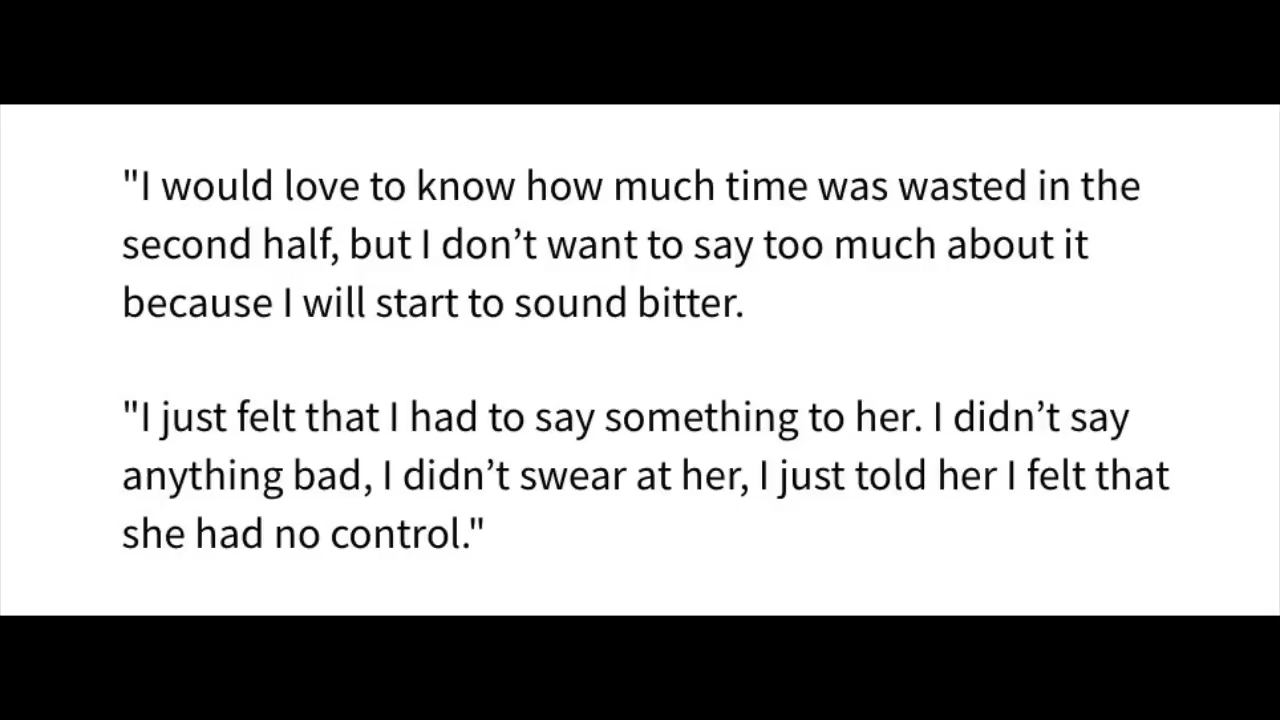 "I would love to know how much time was wasted in the
second half, but I don’t want to say too much about it
because I will start to sound bitter.
"I just felt that I had to say something to her. I didn’t say
anything bad, I didn’t swear at her, I just told her I felt that
she had no control."